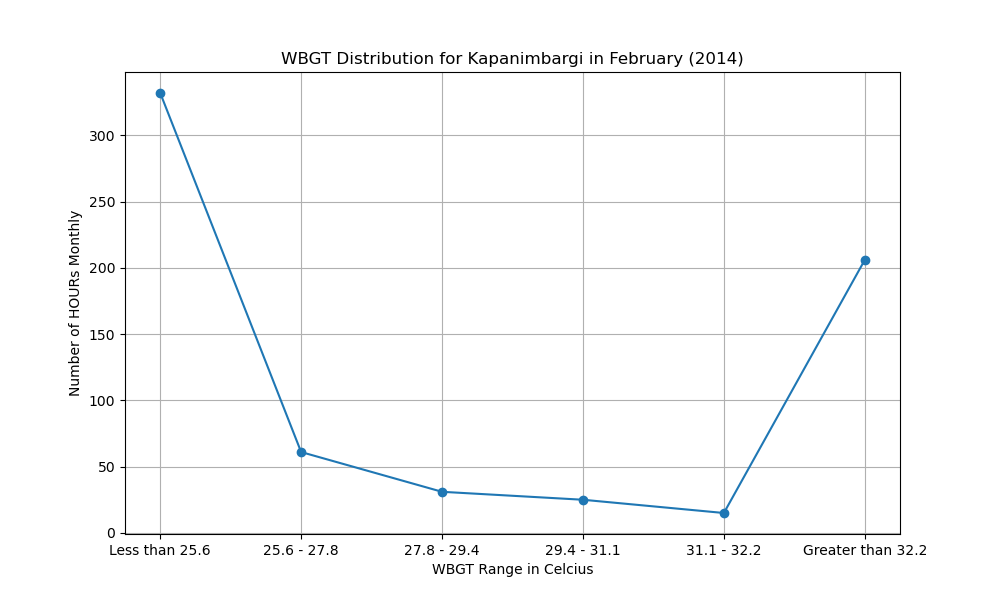 WBGT Distribution for Kapanimbargi in February (2014)
Number of HOURs Monthly
300
250
200
150
100
50
0
Less than 25.6
25.6 - 27.8
27.8 - 29.4
29.4 - 31.1
31.1 - 32.2
Greater than 32.2
WBGT Range in Celcius